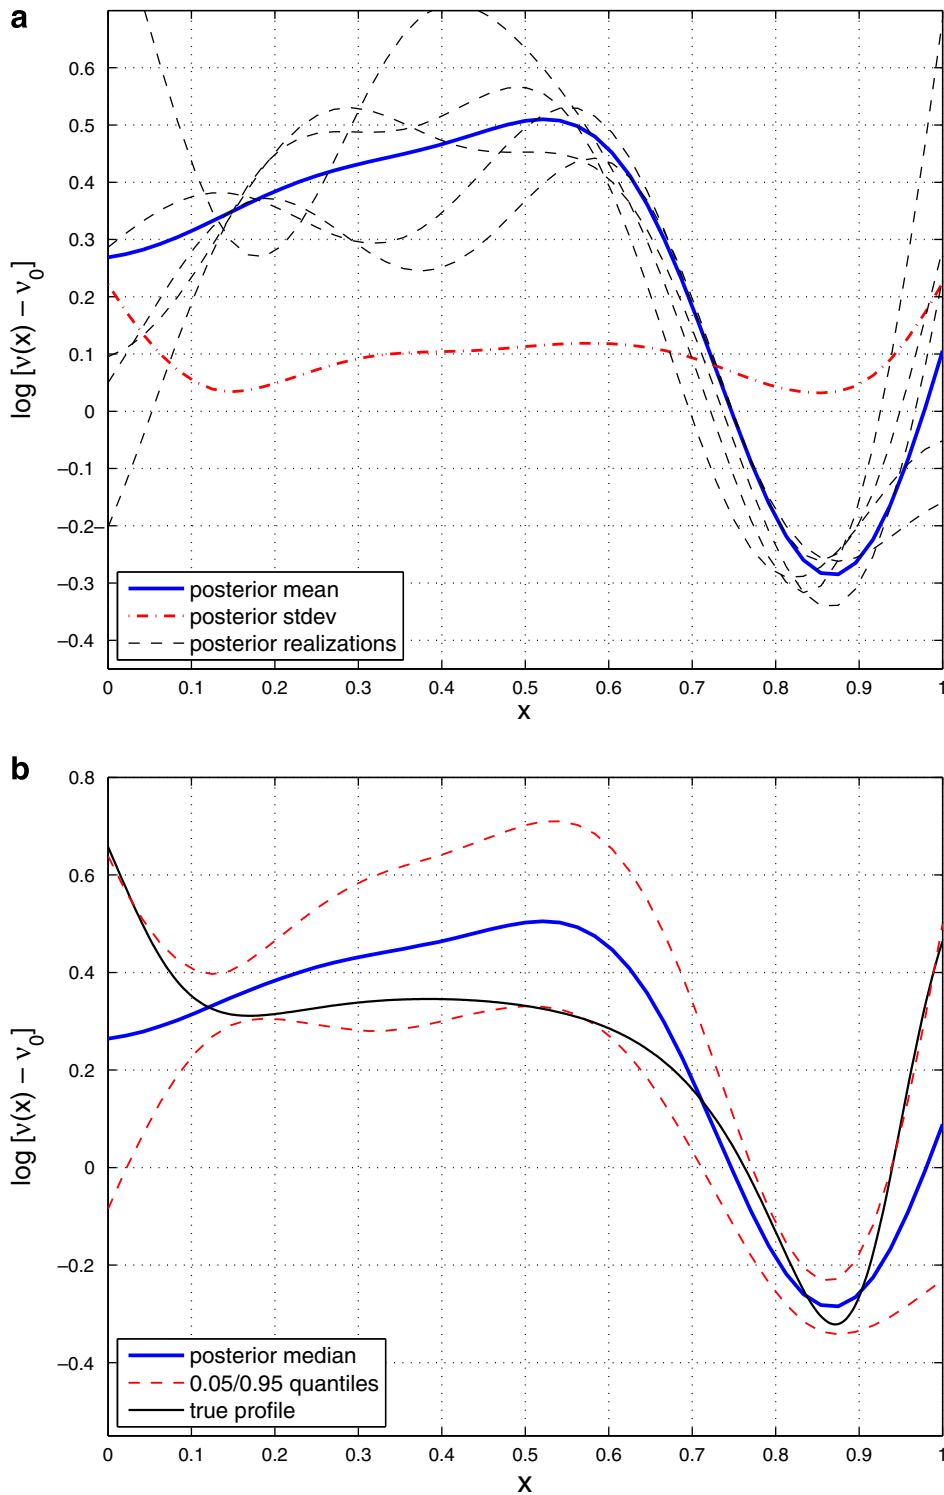 a
0.6
0.5
0.4
0.3
0.2
0.1
0
−0.1
−0.2
−0.3
−0.4
log [ν(x) − ν0]
posterior mean
posterior stdev
posterior realizations
0 0.1 0.2 0.3 0.4 0.5 0.6 0.7 0.8 0.9 1
x
b
0.8
0.6
0.4
0.2
0
−0.2
−0.4
log [ν(x) − ν0]
posterior median
0.05/0.95 quantiles
true profile
0 0.1 0.2 0.3 0.4 0.5 0.6 0.7 0.8 0.9 1
x